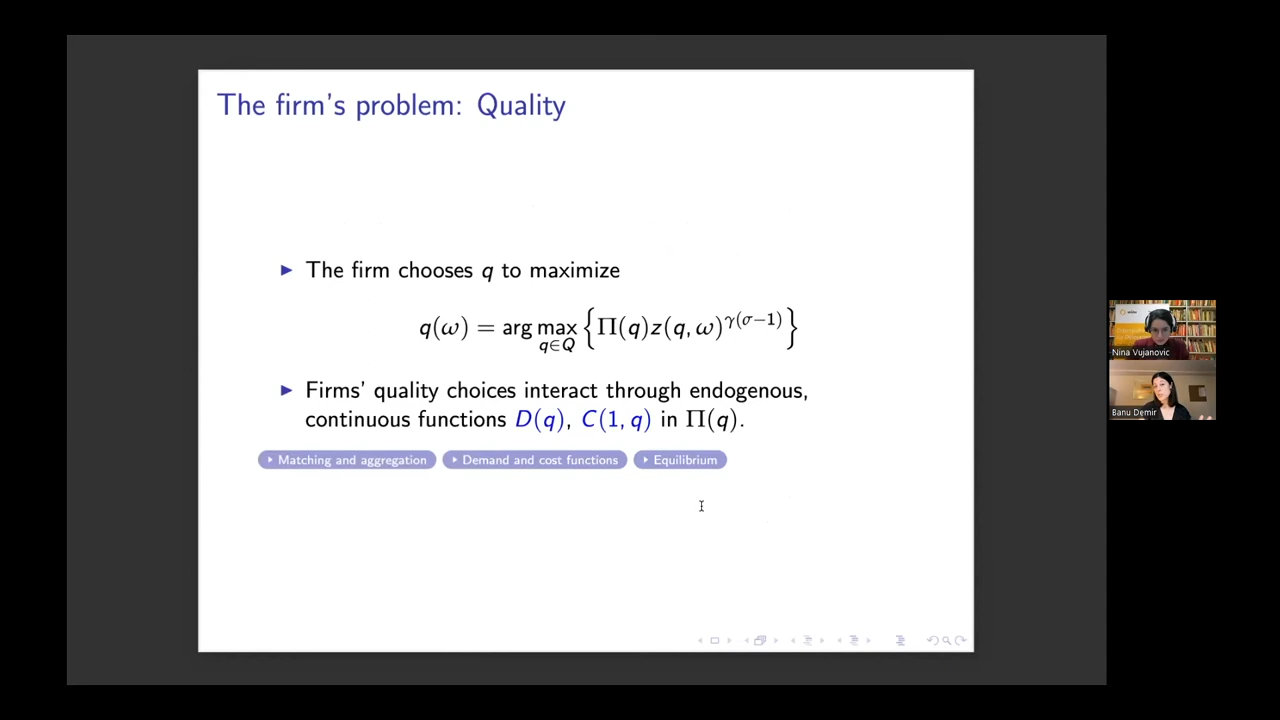 The firm's problem: Quality
▶ The firm chooses q to maximize
q(ω) = arg max_{q∈Q} {Π(q)z(q, ω)^{γ(σ−1)}}
▶ Firms' quality choices interact through endogenous,
continuous functions D(q), C(1, q) in Π(q).
Matching and aggregation Demand and cost functions Equilibrium
Nina Vujanovic
Banu Demir